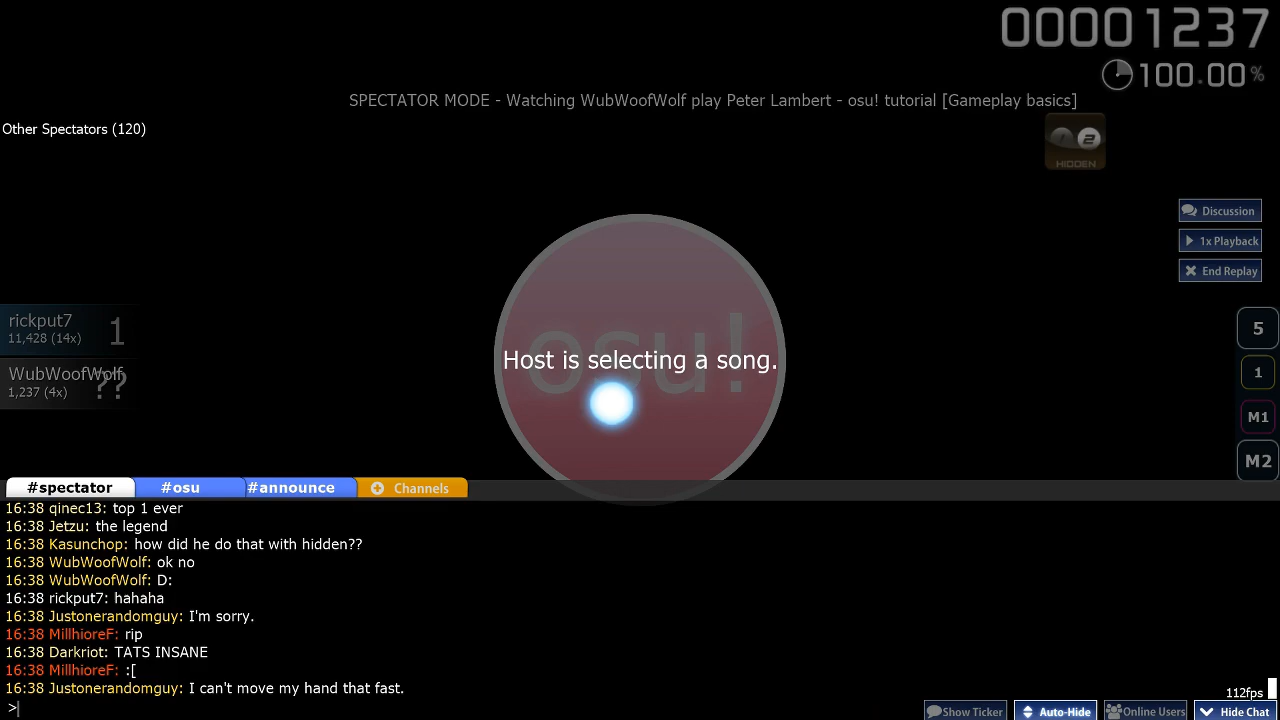 00001237
100.00%
SPECTATOR MODE - Watching WubWoofWolf play Peter Lambert - osu! tutorial [Gameplay basics]
Other Spectators (120)
2
HIDDEN
Discussion
1x Playback
End Replay
rickput7
11,428 (14x)
1
WubWoofWolf
1,237 (4x)
??
osu!
Host is selecting a song.
5
1
M1
M2
#spectator
#osu
#announce
Channels
16:38 qinec13: top 1 ever
16:38 Jetzu: the legend
16:38 Kasunchop: how did he do that with hidden??
16:38 WubWoofWolf: ok no
16:38 WubWoofWolf: D:
16:38 rickput7: hahaha
16:38 Justonerandomguy: I'm sorry.
16:38 MillhioreF: rip
16:38 Darkriot: TATS INSANE
16:38 MillhioreF: :[
16:38 Justonerandomguy: I can't move my hand that fast.
>
112fps
Show Ticker
Auto-Hide
Online Users
Hide Chat